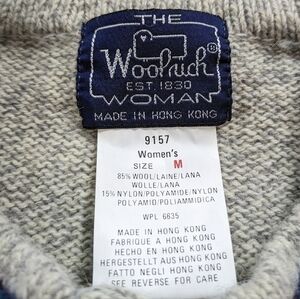 THE
Woolrich
®
EST. 1830
WOMAN
MADE IN HONG KONG
9157
Women's
SIZE M
85% WOOL/LAINE/LANA
WOLLE/LANA
15% NYLON/POLYAMIDE/NYLON
POLYAMID/POLIAMMIDICA
WPL 6635
MADE IN HONG KONG
FABRIQUE A HONG KONG
HECHO EN HONG KONG
HERGESTELLT AUS HONG KONG
FATTO NEGLI HONG KONG
SEE REVERSE FOR CARE